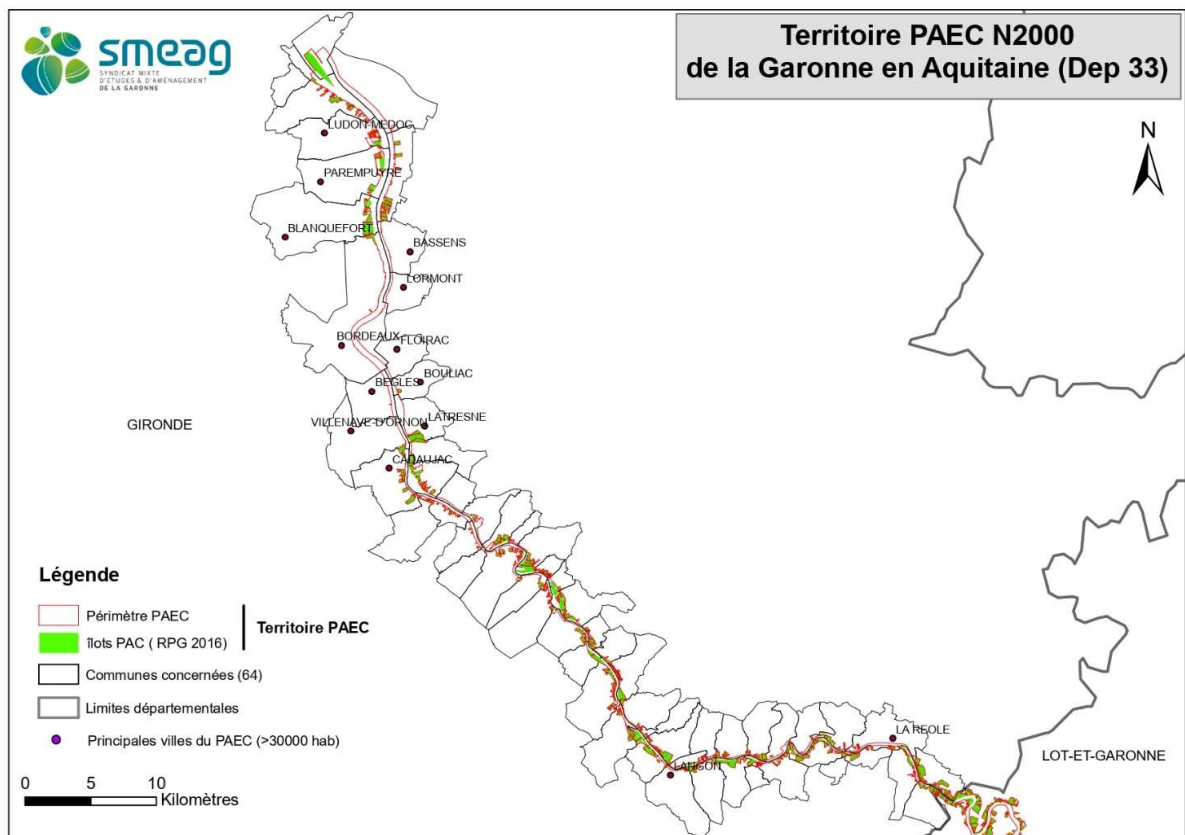 smeag
SYNDICAT MIXTE
D'ÉTUDES & D'AMÉNAGEMENT
DE LA GARONNE
Territoire PAEC N2000
de la Garonne en Aquitaine (Dep 33)
N
LUDON-MEDOC
PAREMPUYRE
BLANQUEFORT
BASSENS
LORMONT
BORDEAUX
FLOIRAC
BOULIAC
BEGLES
LATRESNE
VILLENAVE-D'ORNON
GIRONDE
CADAUJAC
LA REOLE
LANGON
LOT-ET-GARONNE
Légende
Périmètre PAEC
îlots PAC ( RPG 2016)
Territoire PAEC
Communes concernées (64)
Limites départementales
Principales villes du PAEC (>30000 hab)
0 5 10
Kilomètres